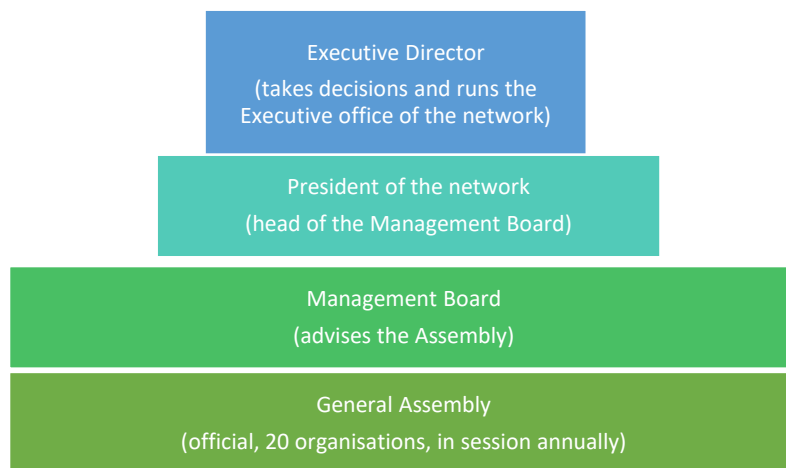 Executive Director
(takes decisions and runs the
Executive office of the network)
President of the network
(head of the Management Board)
Management Board
(advises the Assembly)
General Assembly
(official, 20 organisations, in session annually)